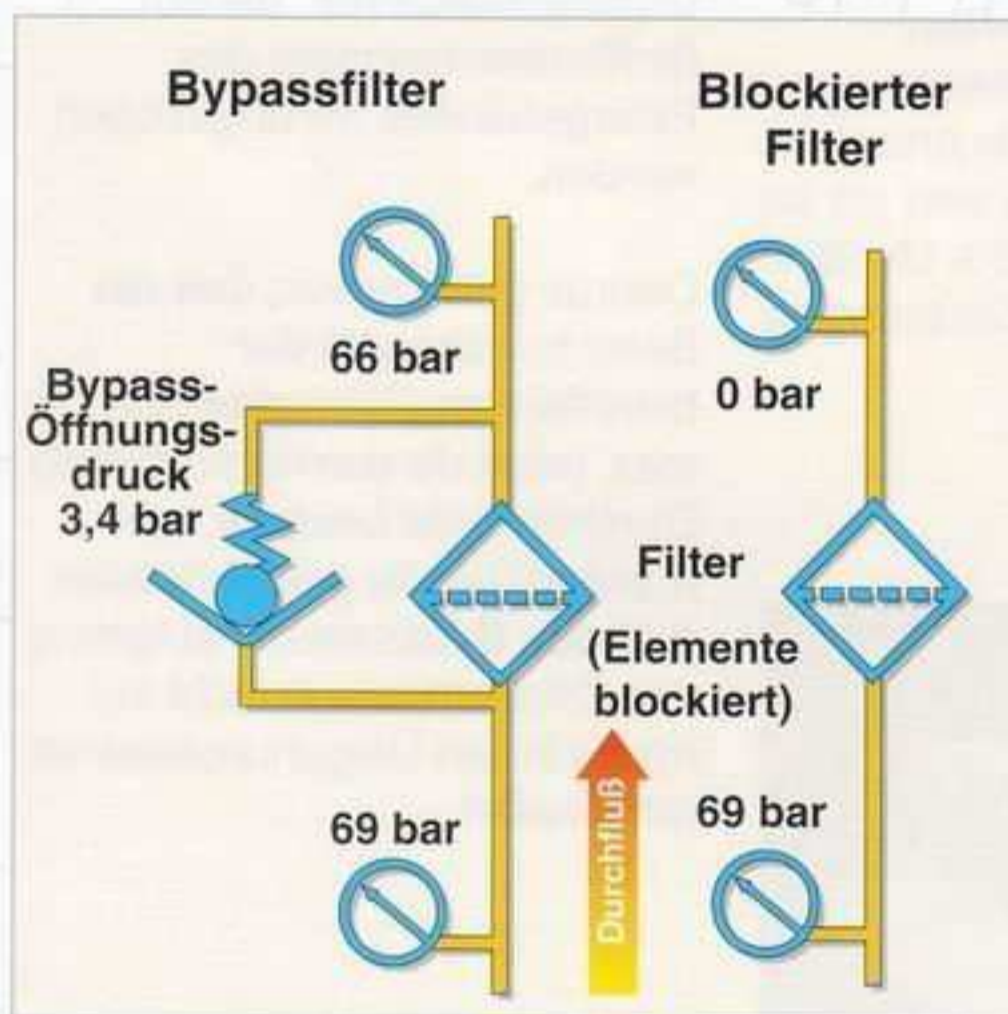 Bypassfilter
Blockierter
Filter
66 bar
0 bar
Bypass-
Öffnungs-
druck
3,4 bar
Filter
(Elemente
blockiert)
69 bar
69 bar
Durchfluß